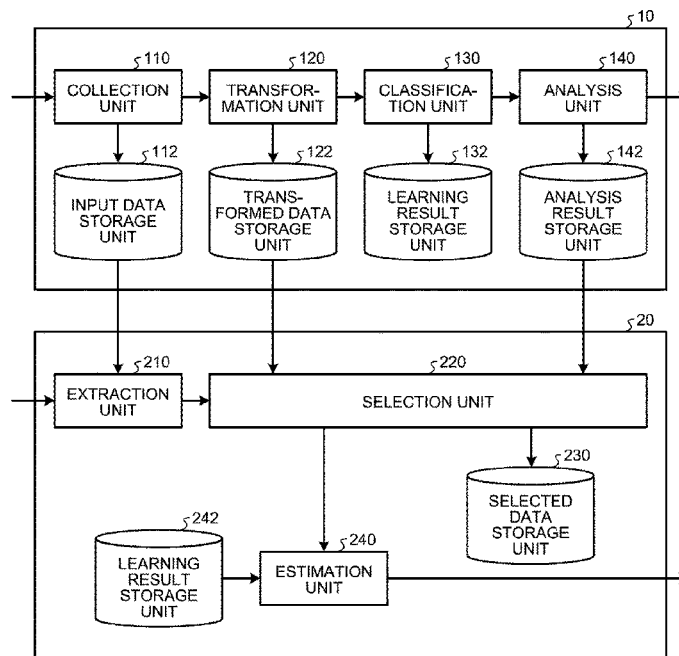 10
110
120
130
140
COLLECTION
UNIT
TRANSFOR-
MATION UNIT
CLASSIFICA-
TION UNIT
ANALYSIS
UNIT
112
122
132
142
INPUT DATA
STORAGE
UNIT
TRANS-
FORMED DATA
STORAGE
UNIT
LEARNING
RESULT
STORAGE
UNIT
ANALYSIS
RESULT
STORAGE
UNIT
20
210
220
EXTRACTION
UNIT
SELECTION UNIT
230
SELECTED
DATA
STORAGE
UNIT
242
240
LEARNING
RESULT
STORAGE
UNIT
ESTIMATION
UNIT